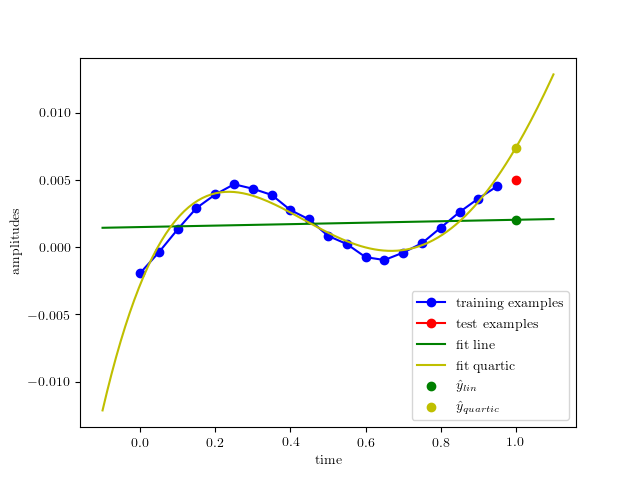 amplitudes
0.010
0.005
0.000
−0.005
−0.010
training examples
test examples
fit line
fit quartic
ŷ_lin
ŷ_quartic
0.0 0.2 0.4 0.6 0.8 1.0
time